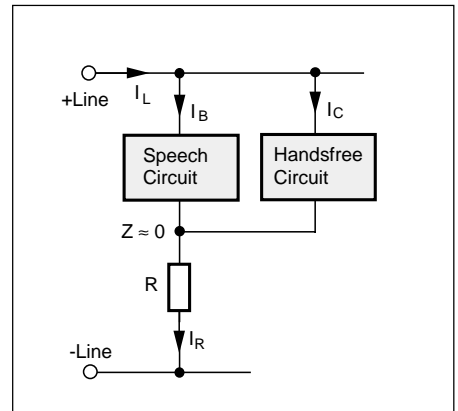 +Line
I_L
I_B
I_C
Speech
Circuit
Handsfree
Circuit
Z ≈ 0
R
I_R
-Line